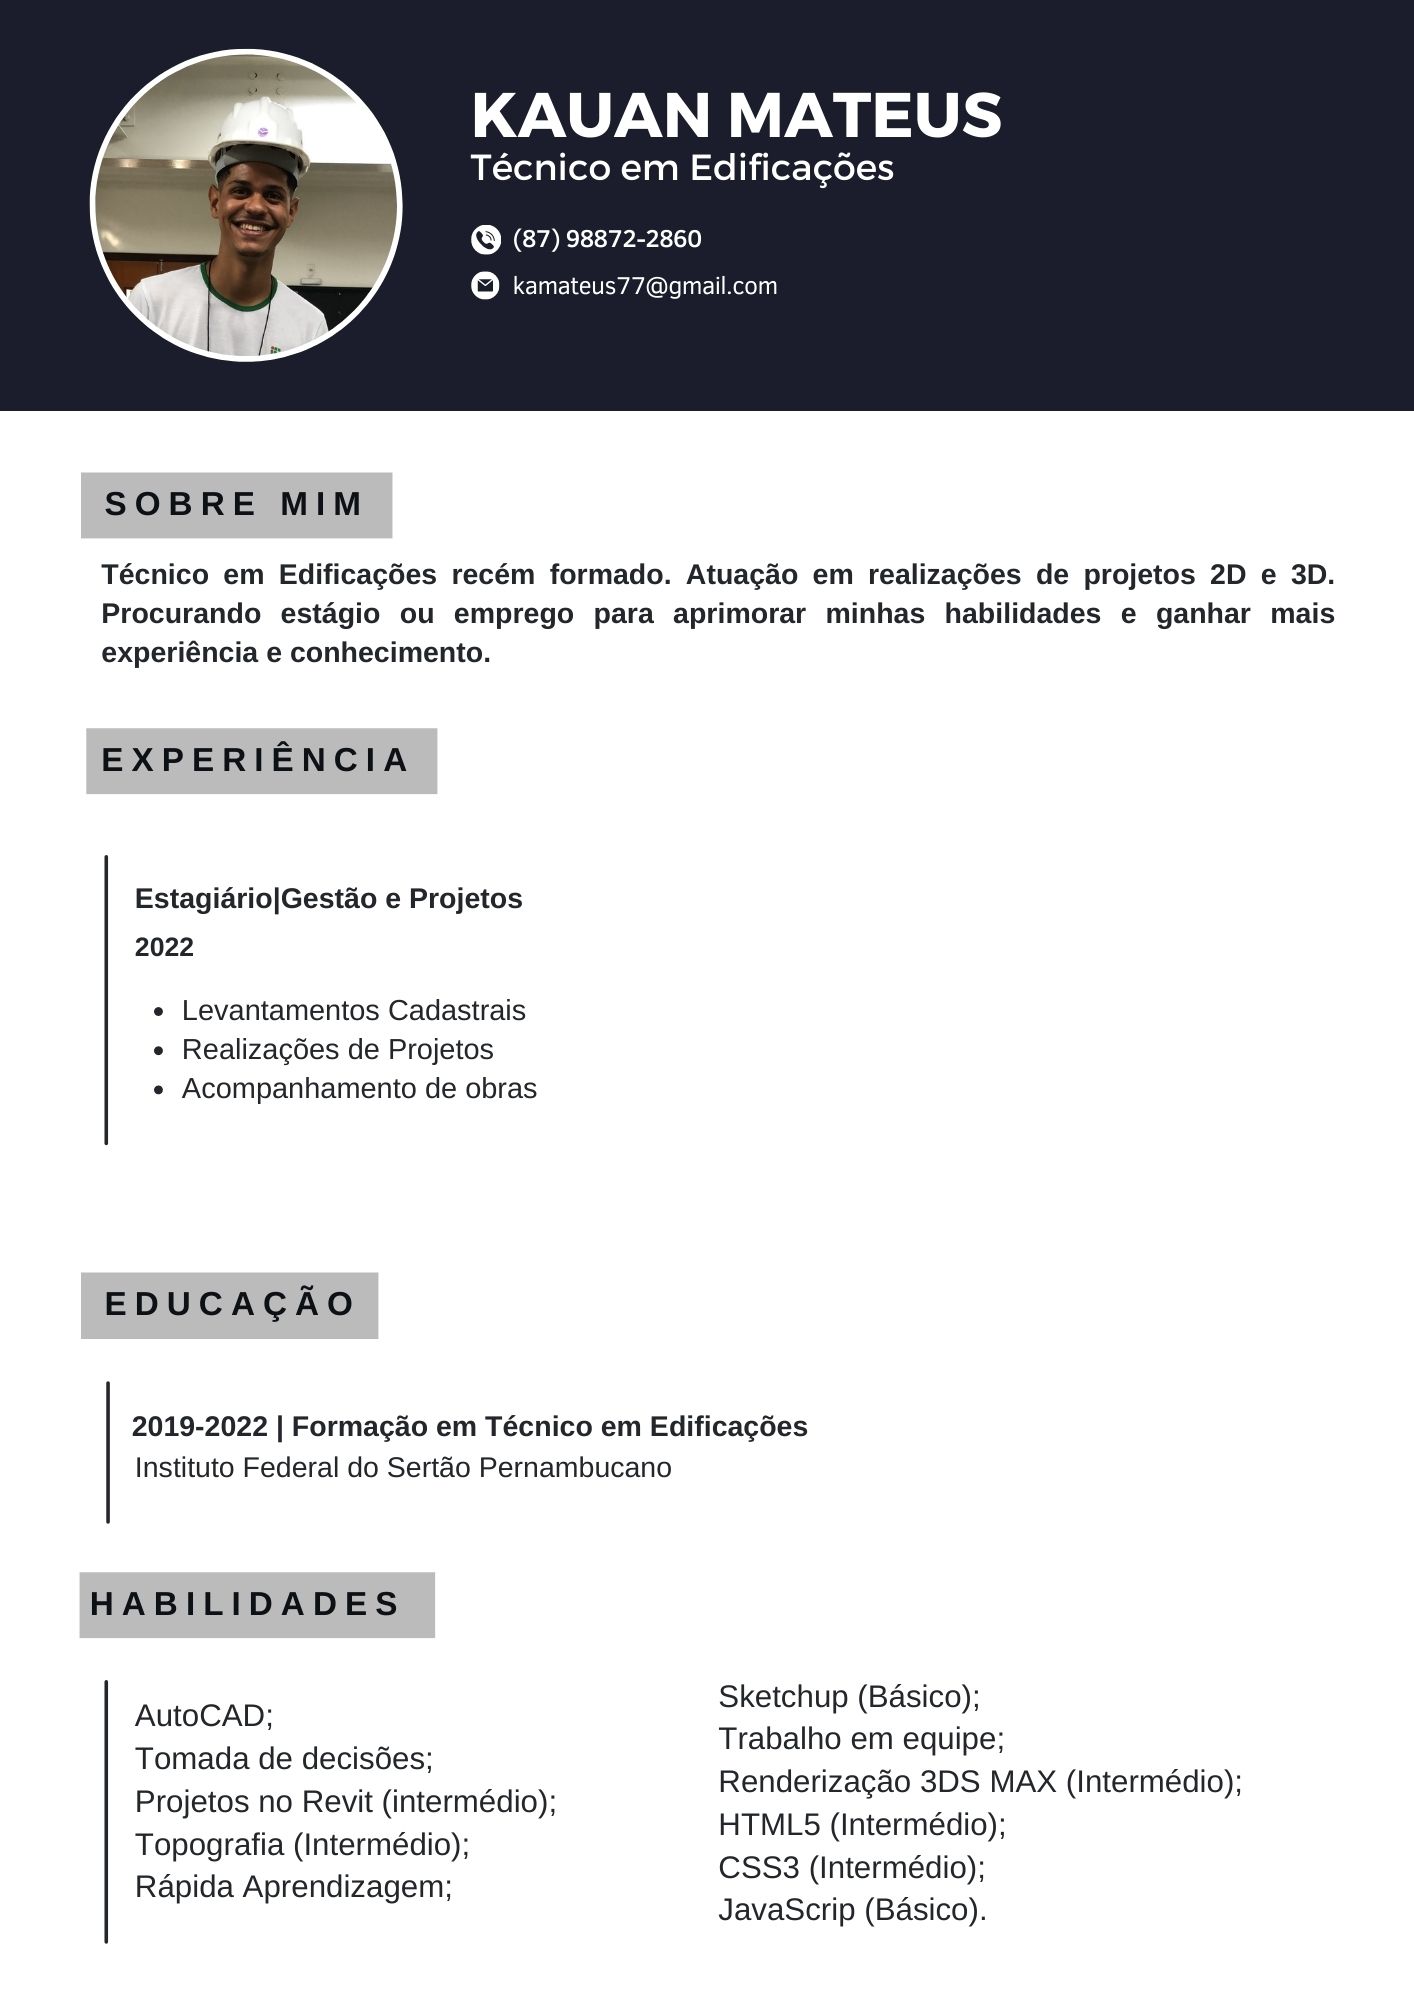 KAUAN MATEUS
Técnico em Edificações
(87) 98872-2860
kamateus77@gmail.com
SOBRE MIM
Técnico em Edificações recém formado. Atuação em realizações de projetos 2D e 3D.
Procurando estágio ou emprego para aprimorar minhas habilidades e ganhar mais
experiência e conhecimento.
EXPERIÊNCIA
Estagiário|Gestão e Projetos
2022
• Levantamentos Cadastrais
• Realizações de Projetos
• Acompanhamento de obras
EDUCAÇÃO
2019-2022 | Formação em Técnico em Edificações
Instituto Federal do Sertão Pernambucano
HABILIDADES
AutoCAD;
Tomada de decisões;
Projetos no Revit (intermédio);
Topografia (Intermédio);
Rápida Aprendizagem;
Sketchup (Básico);
Trabalho em equipe;
Renderização 3DS MAX (Intermédio);
HTML5 (Intermédio);
CSS3 (Intermédio);
JavaScrip (Básico).